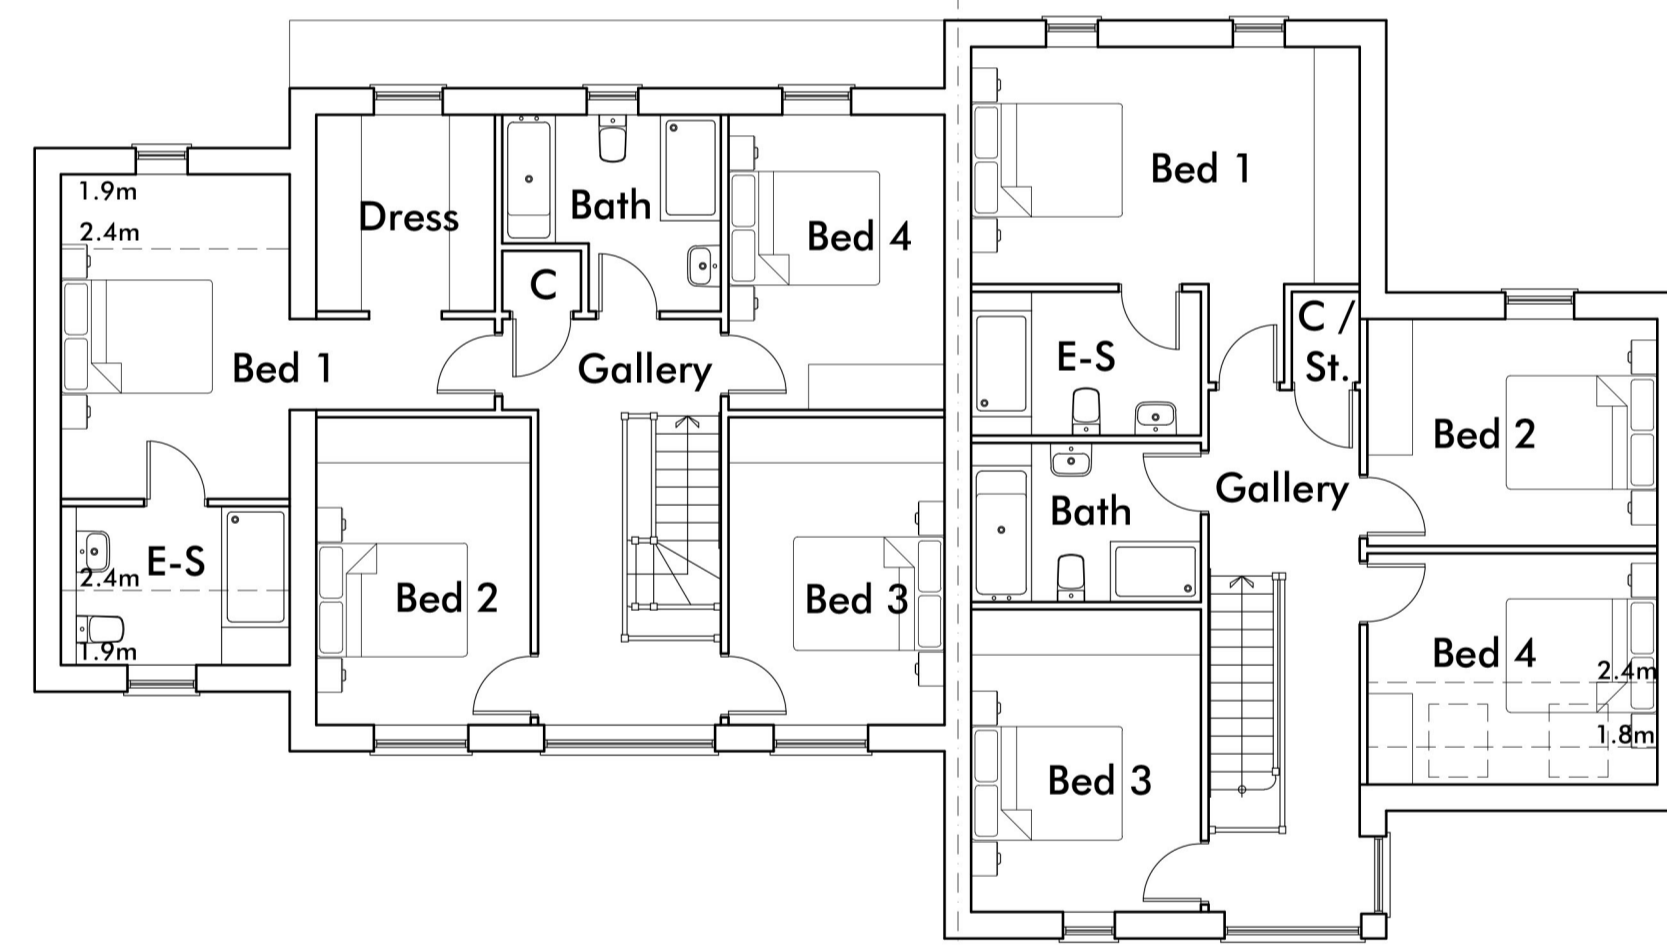 1.9m
2.4m
Dress
Bath
Bed 4
C
Bed 1
Gallery
E-S
2.4m
1.9m
Bed 2
Bed 3
Bed 1
C /
St.
E-S
Bed 2
Gallery
Bath
Bed 4
2.4m
1.8m
Bed 3